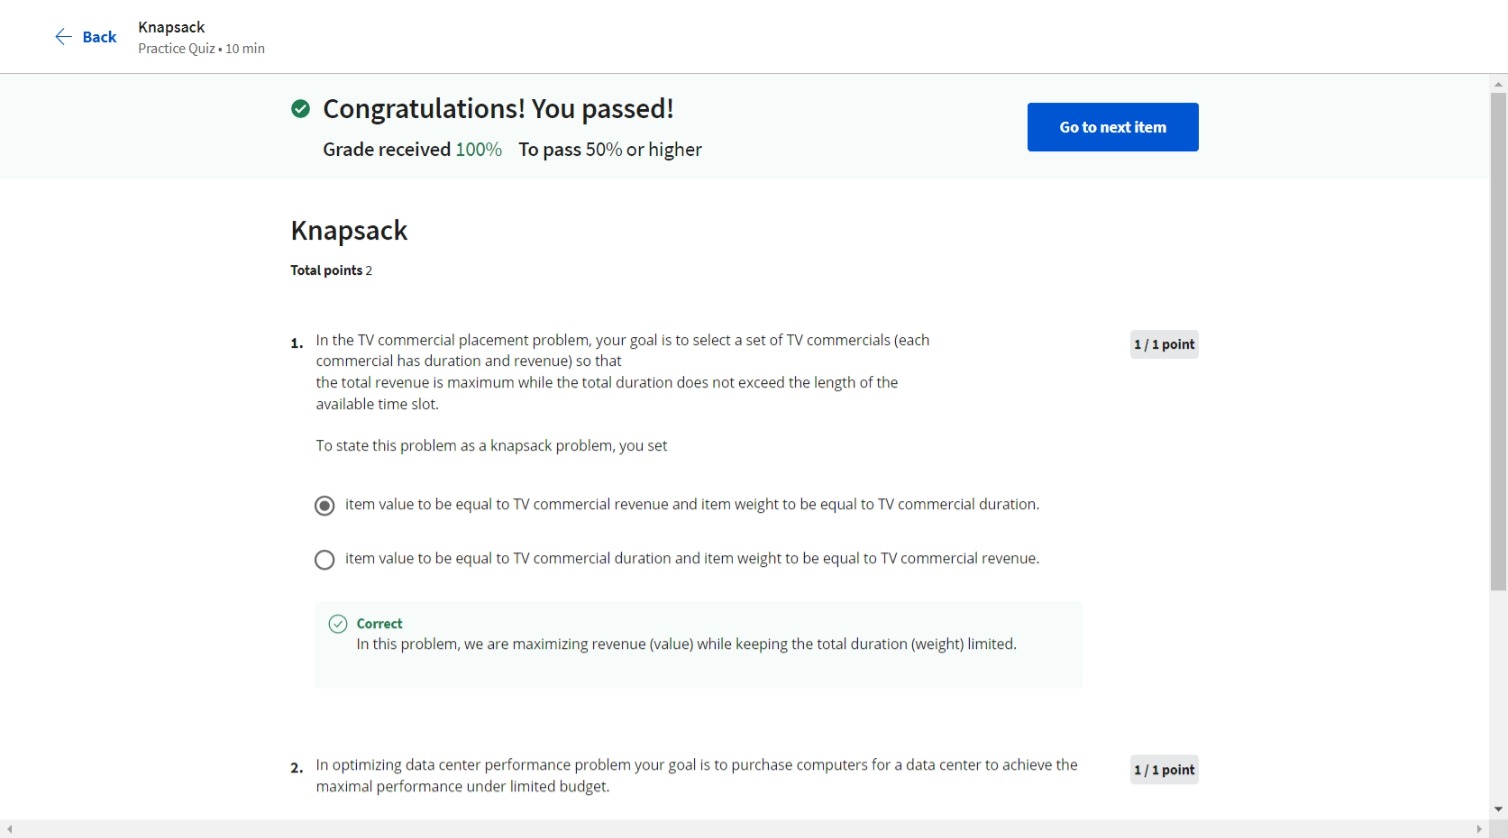 Back
Knapsack
Practice Quiz • 10 min
Congratulations! You passed!
Grade received 100% To pass 50% or higher
Go to next item
Knapsack
Total points 2
1. In the TV commercial placement problem, your goal is to select a set of TV commercials (each
commercial has duration and revenue) so that
the total revenue is maximum while the total duration does not exceed the length of the
available time slot.
1 / 1 point
To state this problem as a knapsack problem, you set
item value to be equal to TV commercial revenue and item weight to be equal to TV commercial duration.
item value to be equal to TV commercial duration and item weight to be equal to TV commercial revenue.
Correct
In this problem, we are maximizing revenue (value) while keeping the total duration (weight) limited.
2. In optimizing data center performance problem your goal is to purchase computers for a data center to achieve the
maximal performance under limited budget.
1 / 1 point